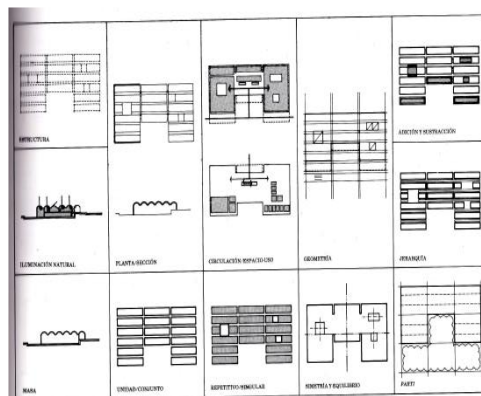 ESTRUCTURA
ADICIÓN Y SUSTRACCIÓN
ILUMINACIÓN NATURAL
PLANTA/SECCIÓN
CIRCULACIÓN/ESPACIO-USO
GEOMETRÍA
JERARQUÍA
MASA
UNIDAD/CONJUNTO
REPETITIVO/SINGULAR
SIMETRÍA Y EQUILIBRIO
PARTI